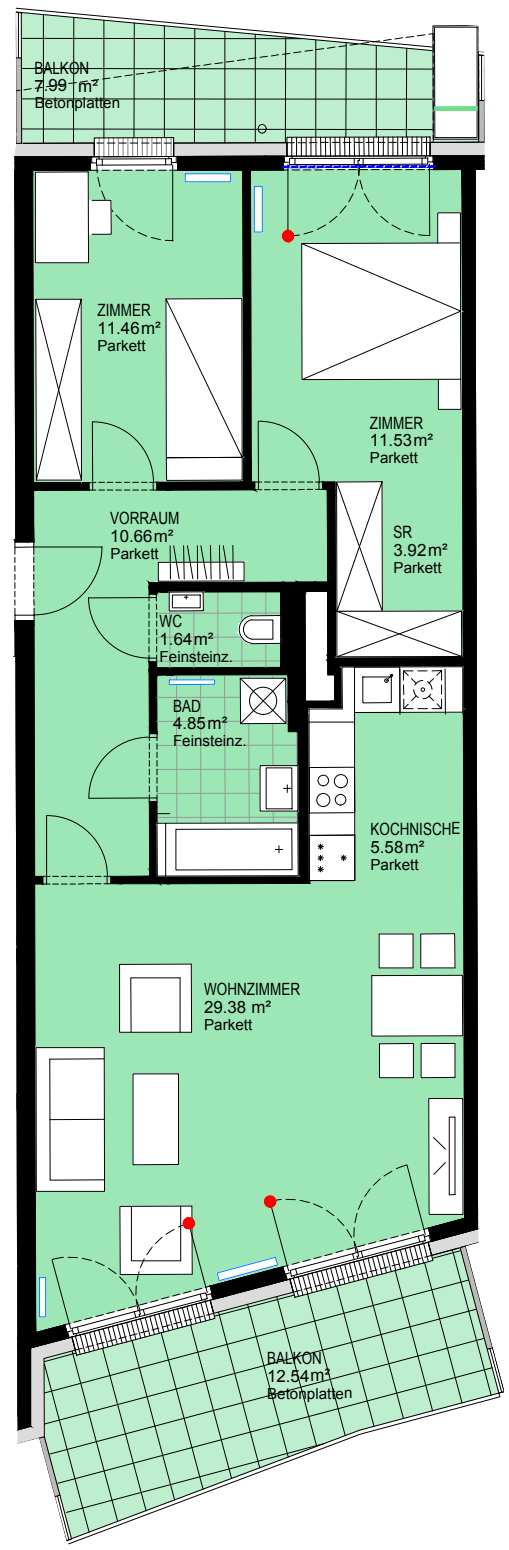 BALKON
7.99 m²
Betonplatten
ZIMMER
11.46m²
Parkett
ZIMMER
11.53m²
Parkett
VORRAUM
10.66m²
Parkett
SR
3.92m²
Parkett
WC
1.64m²
Feinsteinz.
BAD
4.85m²
Feinsteinz.
KOCHNISCHE
5.58m²
Parkett
WOHNZIMMER
29.38 m²
Parkett
BALKON
12.54m²
Betonplatten